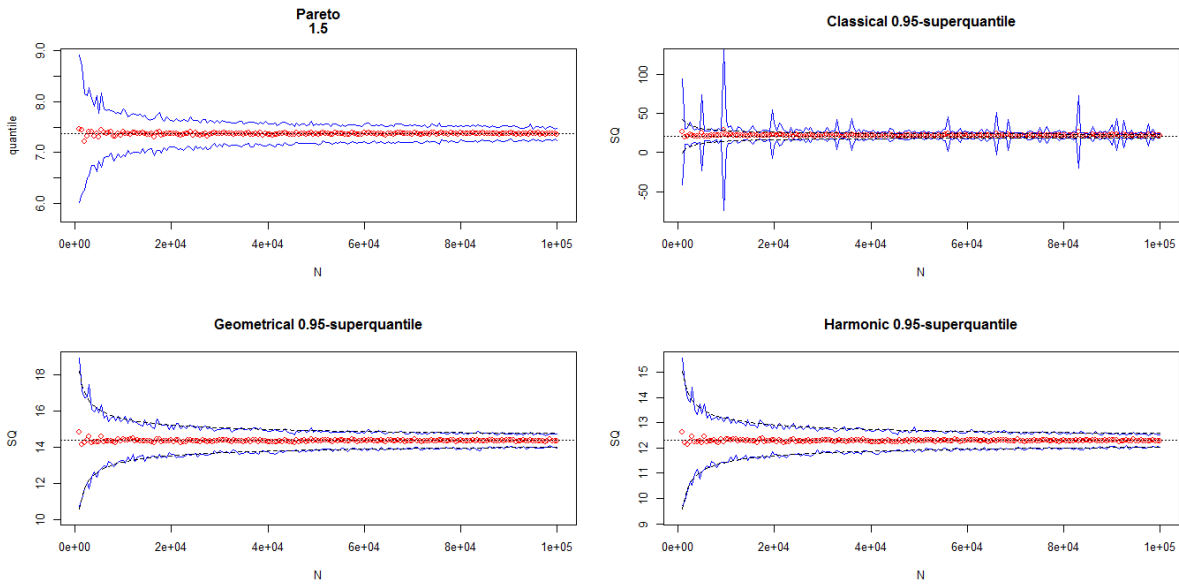 Pareto
1.5
quantile
9.0
8.0
7.0
6.0
0e+00 2e+04 4e+04 6e+04 8e+04 1e+05
N
Classical 0.95-superquantile
SQ
100
50
0
-50
0e+00 2e+04 4e+04 6e+04 8e+04 1e+05
N
Geometrical 0.95-superquantile
SQ
18
16
14
12
10
0e+00 2e+04 4e+04 6e+04 8e+04 1e+05
N
Harmonic 0.95-superquantile
SQ
15
14
13
12
11
10
9
0e+00 2e+04 4e+04 6e+04 8e+04 1e+05
N